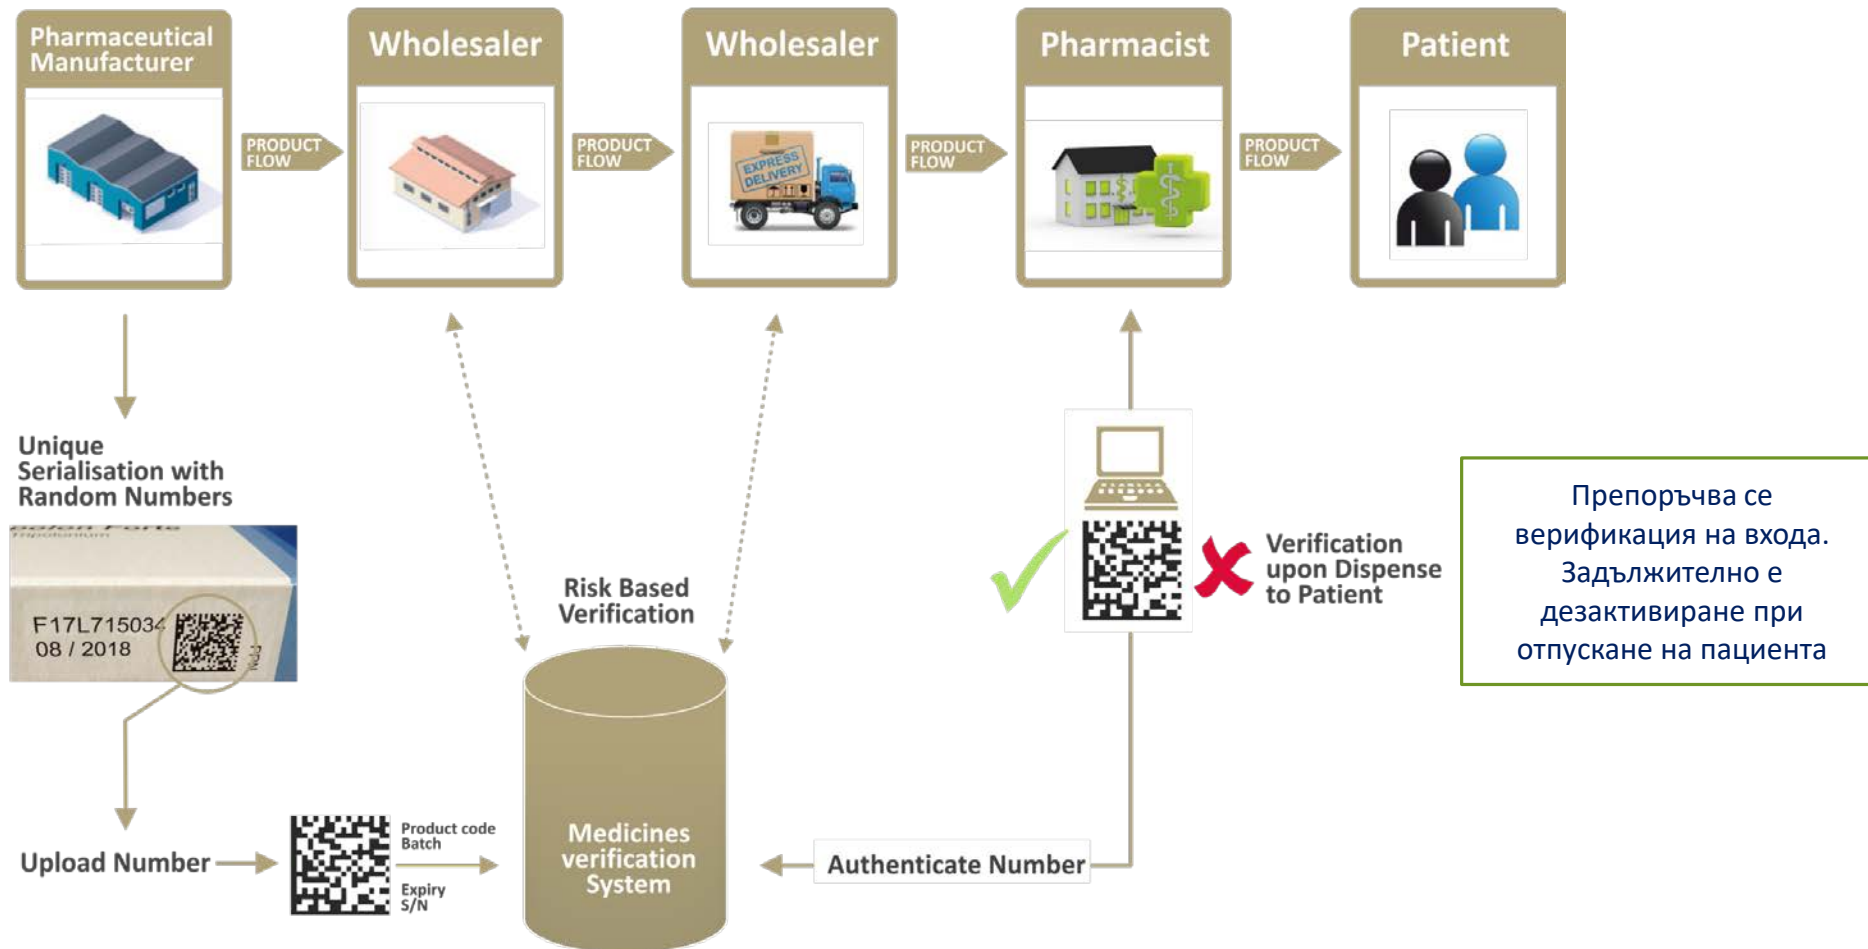 Pharmaceutical
Manufacturer
Wholesaler
Wholesaler
Pharmacist
Patient
PRODUCT
FLOW
PRODUCT
FLOW
PRODUCT
FLOW
PRODUCT
FLOW
EXPRESS
DELIVERY
Unique
Serialisation with
Random Numbers
Tripolonium
F17L715034
08 / 2018
PPN
Risk Based
Verification
Verification
upon Dispense
to Patient
Препоръчва се
верификация на входа.
Задължително е
дезактивиране при
отпускане на пациента
Upload Number
Product code
Batch
Expiry
S/N
Medicines
verification
System
Authenticate Number